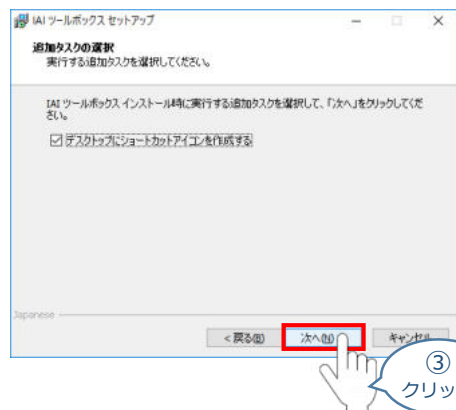 IAI ツールボックス セットアップ
追加タスクの選択
実行する追加タスクを選択してください。
IAI ツールボックス インストール時に実行する追加タスクを選択して、「次へ」をクリックしてくだ
さい。
デスクトップにショートカットアイコンを作成する
Japanese
< 戻る(B) 次へ(N) キャンセル
③
クリッ